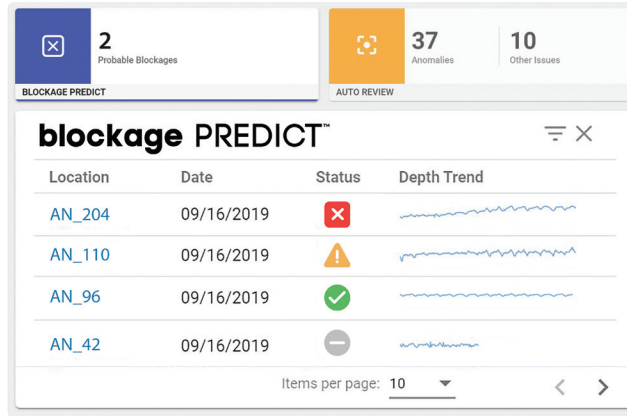 2
Probable Blockages
BLOCKAGE PREDICT
37
Anomalies
10
Other Issues
AUTO REVIEW
blockage PREDICT™
Location Date Status Depth Trend
AN_204 09/16/2019
AN_110 09/16/2019
AN_96 09/16/2019
AN_42 09/16/2019
Items per page: 10